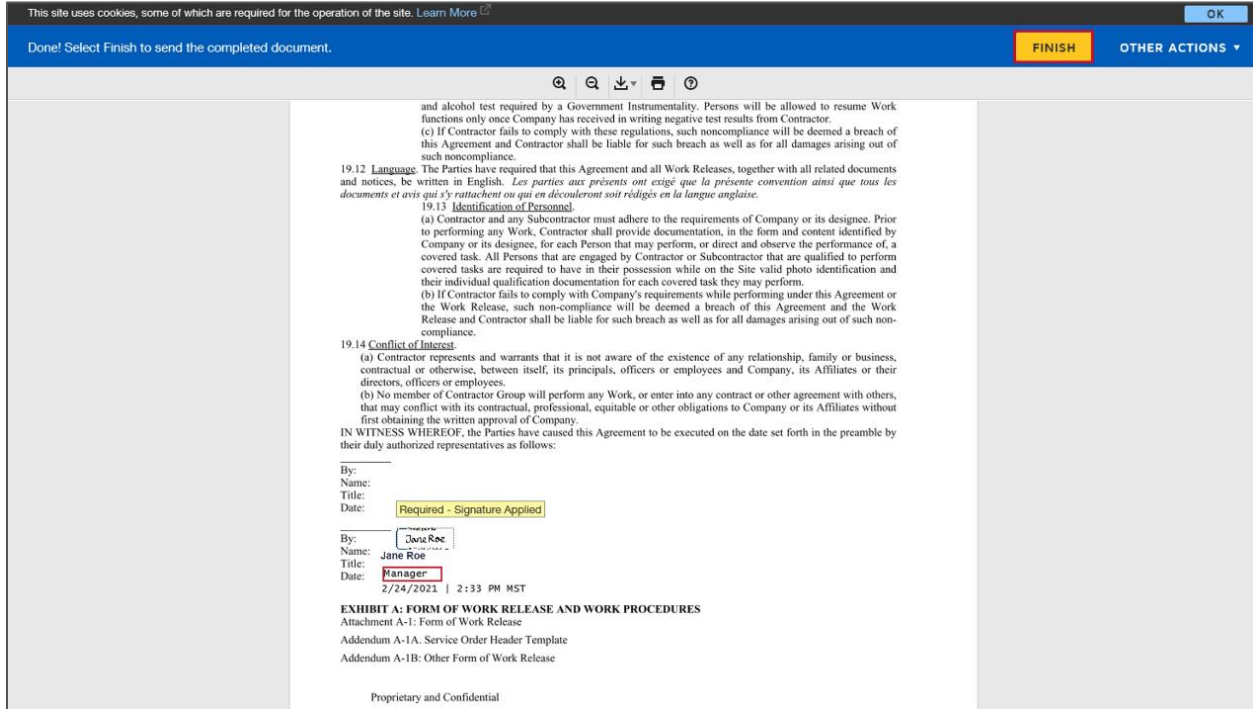 This site uses cookies, some of which are required for the operation of the site. Learn More
OK
Done! Select Finish to send the completed document.
FINISH
OTHER ACTIONS
and alcohol test required by a Government Instrumentality. Persons will be allowed to resume Work
functions only once Company has received in writing negative test results from Contractor.
(c) If Contractor fails to comply with these regulations, such noncompliance will be deemed a breach of
this Agreement and Contractor shall be liable for such breach as well as for all damages arising out of
such noncompliance.
19.12 Language. The Parties have required that this Agreement and all Work Releases, together with all related documents
and notices, be written in English. Les parties aux présents ont exigé que la présente convention ainsi que tous les
documents et avis qui s'y rattachent ou qui en découleront soit rédigés en la langue anglaise.
19.13 Identification of Personnel.
(a) Contractor and any Subcontractor must adhere to the requirements of Company or its designee. Prior
to performing any Work, Contractor shall provide documentation, in the form and content identified by
Company or its designee, for each Person that may perform, or direct and observe the performance of, a
covered task. All Persons that are engaged by Contractor or Subcontractor that are qualified to perform
covered tasks are required to have in their possession while on the Site valid photo identification and
their individual qualification documentation for each covered task they may perform.
(b) If Contractor fails to comply with Company's requirements while performing under this Agreement or
the Work Release, such non-compliance will be deemed a breach of this Agreement and the Work
Release and Contractor shall be liable for such breach as well as for all damages arising out of such non-
compliance.
19.14 Conflict of Interest.
(a) Contractor represents and warrants that it is not aware of the existence of any relationship, family or business,
contractual or otherwise, between itself, its principals, officers or employees and Company, its Affiliates or their
directors, officers or employees.
(b) No member of Contractor Group will perform any Work, or enter into any contract or other agreement with others,
that may conflict with its contractual, professional, equitable or other obligations to Company or its Affiliates without
first obtaining the written approval of Company.
IN WITNESS WHEREOF, the Parties have caused this Agreement to be executed on the date set forth in the preamble by
their duly authorized representatives as follows:
By:
Name:
Title:
Date:
Required - Signature Applied
By: Jane Roe
Name: Jane Roe
Title:
Date: Manager
2/24/2021 | 2:33 PM MST
EXHIBIT A: FORM OF WORK RELEASE AND WORK PROCEDURES
Attachment A-1: Form of Work Release
Addendum A-1A. Service Order Header Template
Addendum A-1B: Other Form of Work Release
Proprietary and Confidential